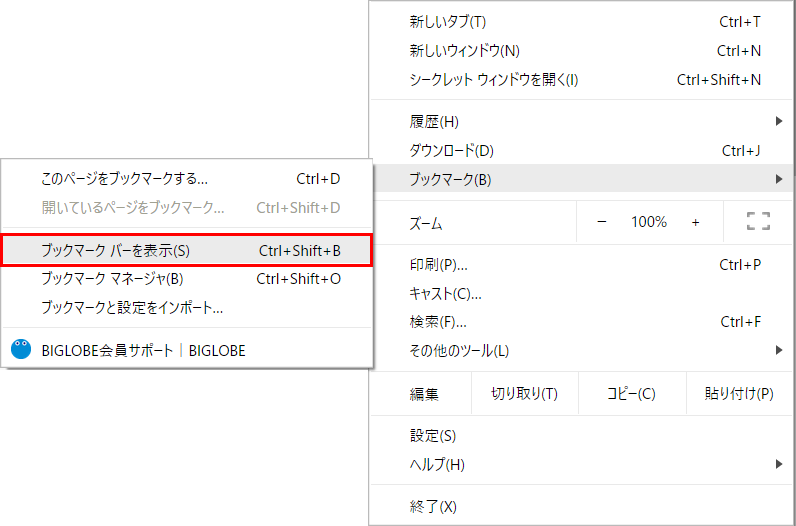 新しいタブ(T) Ctrl+T
新しいウィンドウ(N) Ctrl+N
シークレット ウィンドウを開く(I) Ctrl+Shift+N
履歴(H)
ダウンロード(D) Ctrl+J
ブックマーク(B)
このページをブックマークする... Ctrl+D
開いているページをブックマーク... Ctrl+Shift+D
ブックマーク バーを表示(S) Ctrl+Shift+B
ブックマーク マネージャ(B) Ctrl+Shift+O
ブックマークと設定をインポート...
BIGLOBE会員サポート｜BIGLOBE
ズーム − 100% +
印刷(P)... Ctrl+P
キャスト(C)...
検索(F)... Ctrl+F
その他のツール(L)
編集 切り取り(T) コピー(C) 貼り付け(P)
設定(S)
ヘルプ(H)
終了(X)